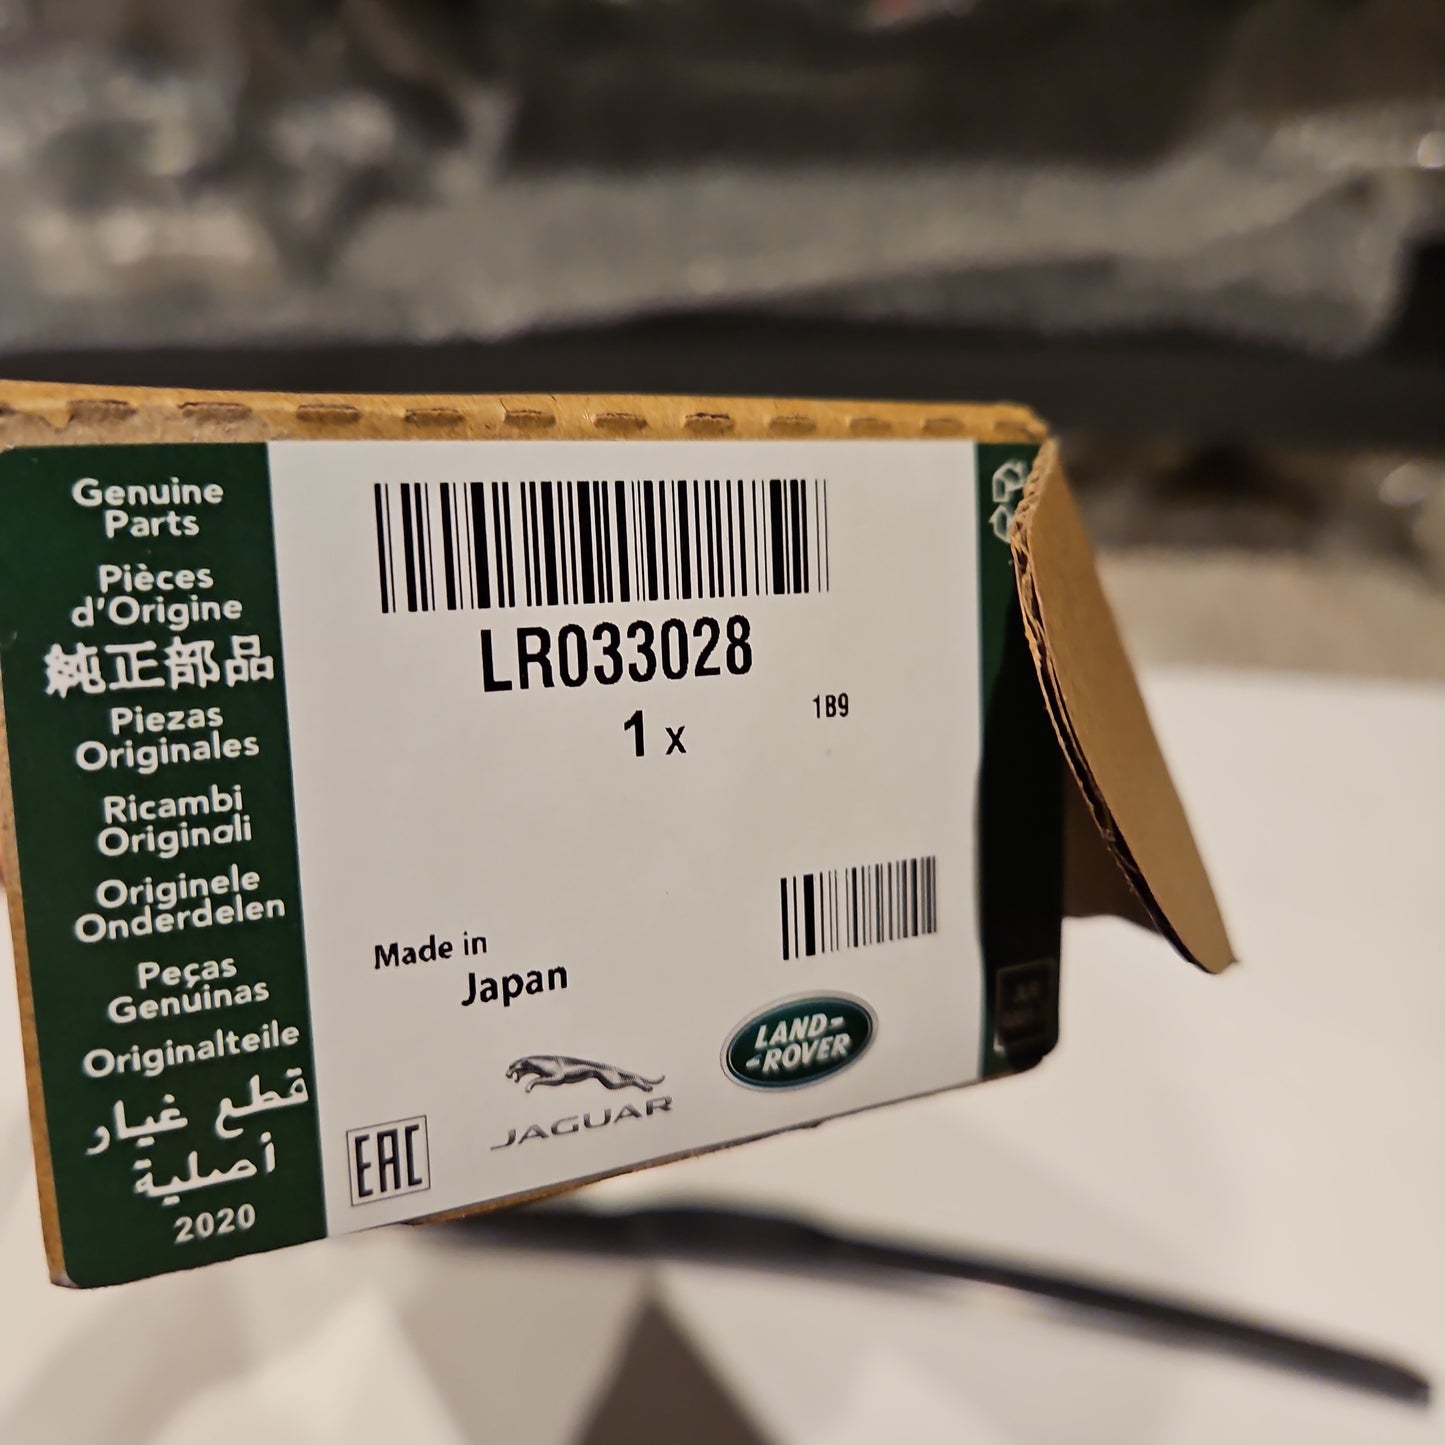 Genuine
Parts
Pièces
d'Origine
純正部品
Piezas
Originales
Ricambi
Originali
Originele
Onderdelen
Peças
Genuinas
Originalteile
قطع غيار
أصلية
2020
LR033028
1 x
1B9
Made in
Japan
JAGUAR
LAND-
-ROVER
EAC